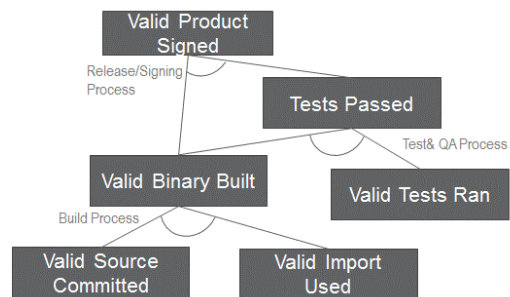 Valid Product
Signed
Release/Signing
Process
Tests Passed
Test& QA Process
Valid Binary Built
Valid Tests Ran
Build Process
Valid Source
Committed
Valid Import
Used